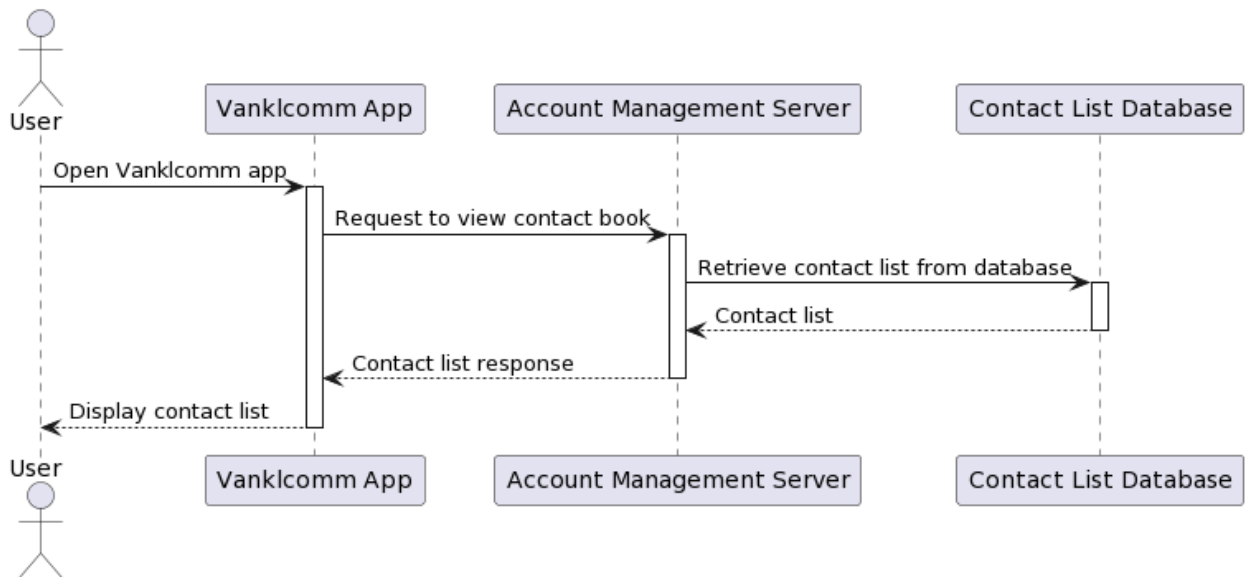 User
Vanklcomm App
Account Management Server
Contact List Database
Open Vanklcomm app
Request to view contact book
Retrieve contact list from database
Contact list
Contact list response
Display contact list
User
Vanklcomm App
Account Management Server
Contact List Database